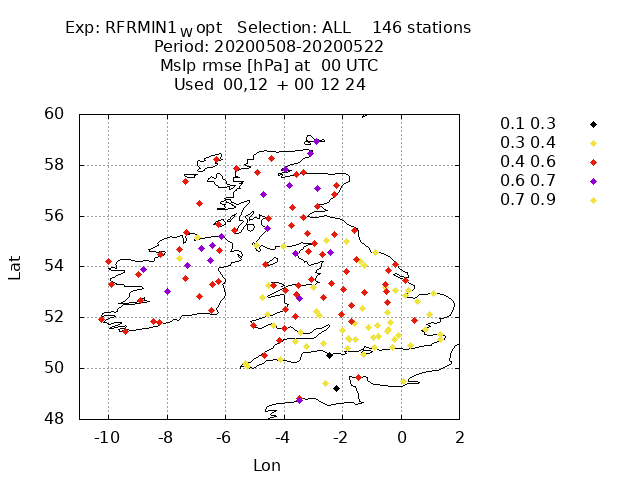 Exp: RFRMIN1_W opt   Selection: ALL    146 stations
Period: 20200508-20200522
Mslp rmse [hPa] at  00 UTC
Used  00,12  + 00 12 24
60
58
56
54
52
50
48
Lat
-10 -8 -6 -4 -2 0 2
Lon
0.1 0.3
0.3 0.4
0.4 0.6
0.6 0.7
0.7 0.9